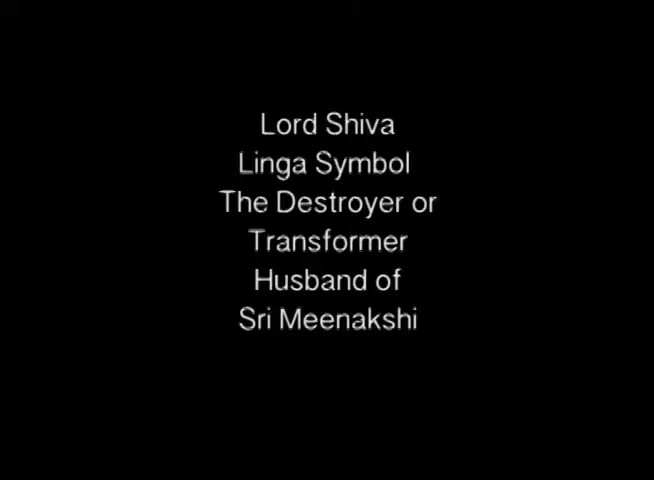 Lord Shiva
Linga Symbol
The Destroyer or
Transformer
Husband of
Sri Meenakshi